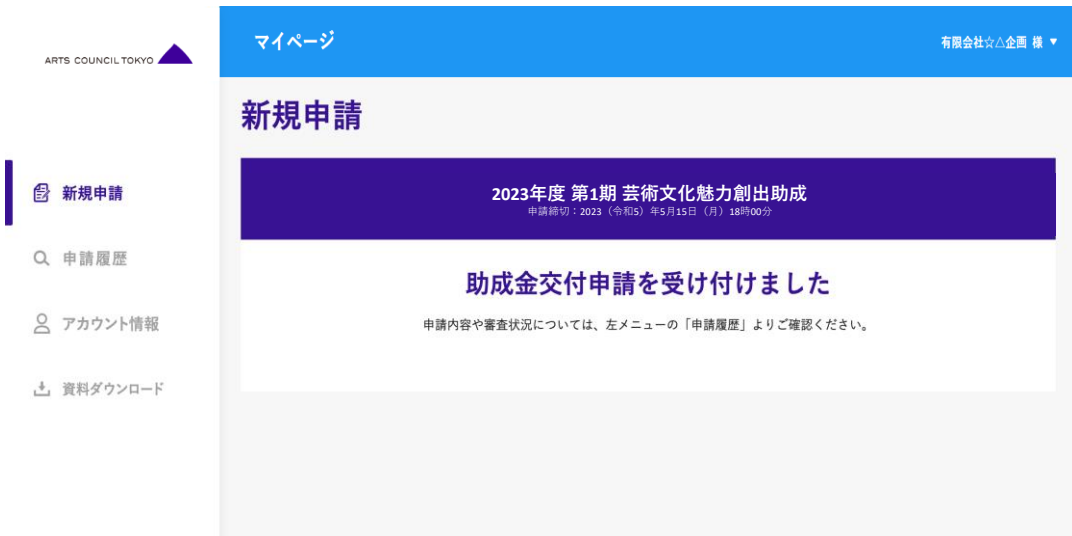 ARTS COUNCIL TOKYO
マイページ
有限会社☆△企画 様 ▼
新規申請
申請履歴
アカウント情報
資料ダウンロード
新規申請
2023年度 第1期 芸術文化魅力創出助成
申請締切：2023（令和5）年5月15日（月）18時00分
助成金交付申請を受け付けました
申請内容や審査状況については、左メニューの「申請履歴」よりご確認ください。